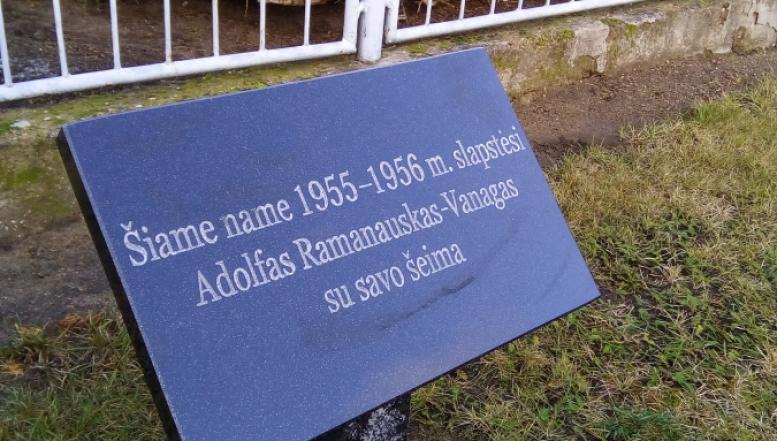 Šiame name 1955–1956 m. slapstėsi
Adolfas Ramanauskas-Vanagas
su savo šeima